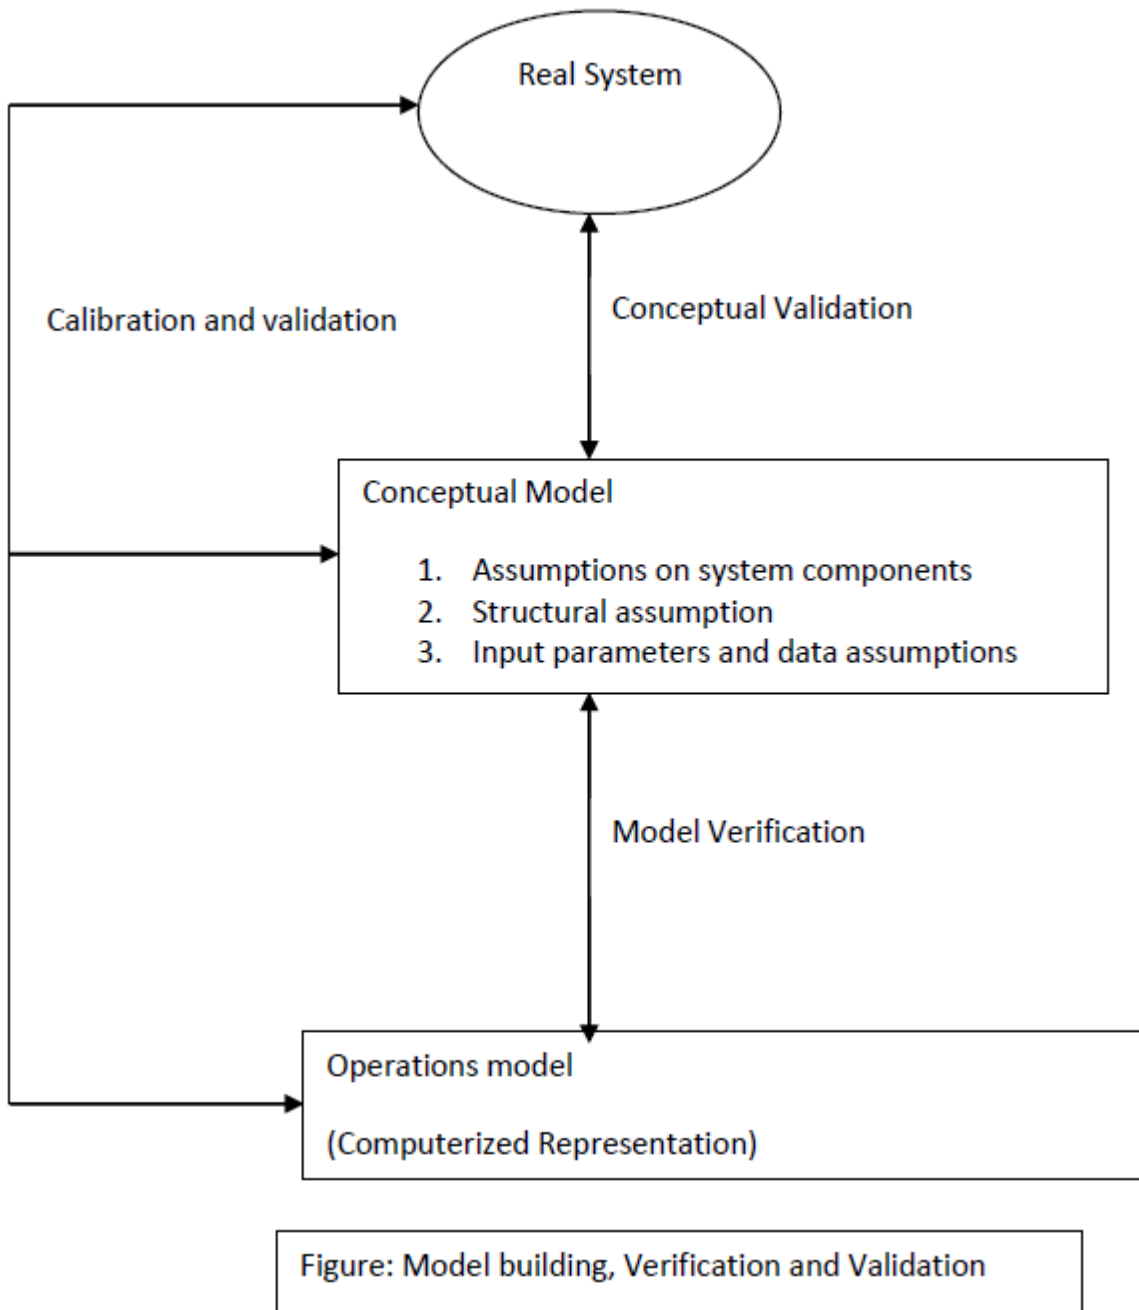 Real System
Calibration and validation
Conceptual Validation
Conceptual Model
1. Assumptions on system components
2. Structural assumption
3. Input parameters and data assumptions
Model Verification
Operations model
(Computerized Representation)
Figure: Model building, Verification and Validation